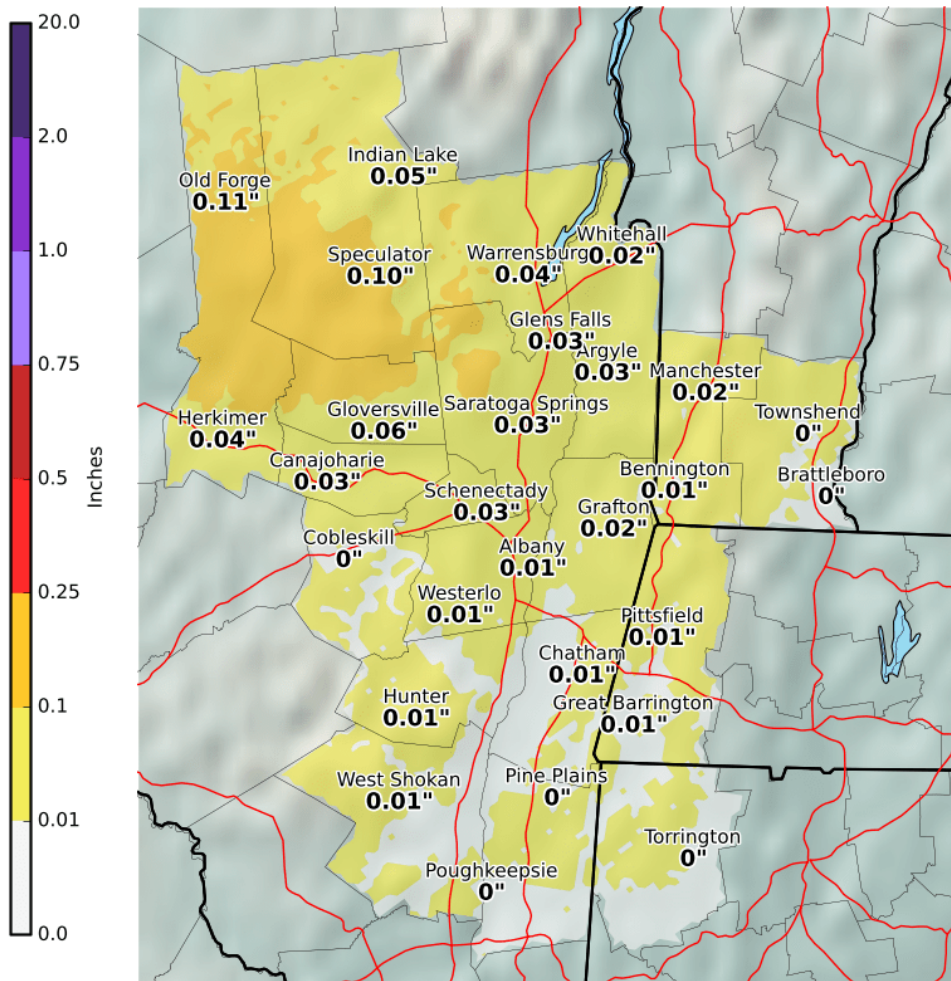 20.0
2.0
1.0
0.75
0.5
0.25
0.1
0.01
0.0
Inches
Indian Lake
0.05"
Old Forge
0.11"
Whitehall
0.02"
Speculator
0.10"
Warrensburg
0.04"
Glens Falls
0.03"
Argyle
0.03"
Manchester
0.02"
Herkimer
0.04"
Gloversville
0.06"
Saratoga Springs
0.03"
Townshend
0"
Canajoharie
0.03"
Bennington
0.01"
Brattleboro
0"
Schenectady
0.03"
Grafton
0.02"
Cobleskill
0"
Albany
0.01"
Westerlo
0.01"
Pittsfield
0.01"
Chatham
0.01"
Hunter
0.01"
Great Barrington
0.01"
West Shokan
0.01"
Pine Plains
0"
Torrington
0"
Poughkeepsie
0"